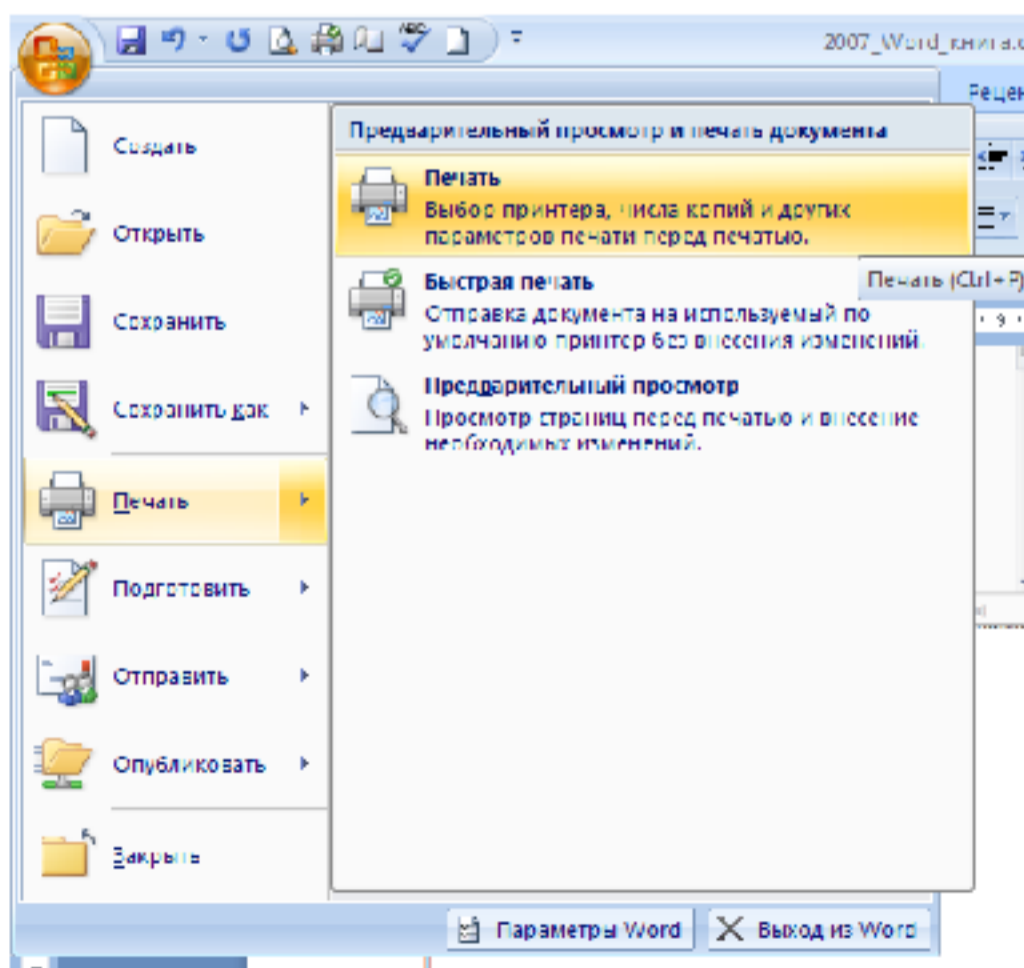 2007_Word_книга.d
Рецен
Создать
Открыть
Сохранить
Сохранить как
Печать
Подготовить
Отправить
Опубликовать
Закрыть
Предварительный просмотр и печать документа
Печать
Выбор принтера, числа копий и других
параметров печати перед печатью.
Печать (Ctrl+P)
Быстрая печать
Отправка документа на используемый по
умолчанию принтер без внесения изменений.
Предварительный просмотр
Просмотр страниц перед печатью и внесение
необходимых изменений.
9
Параметры Word
Выход из Word